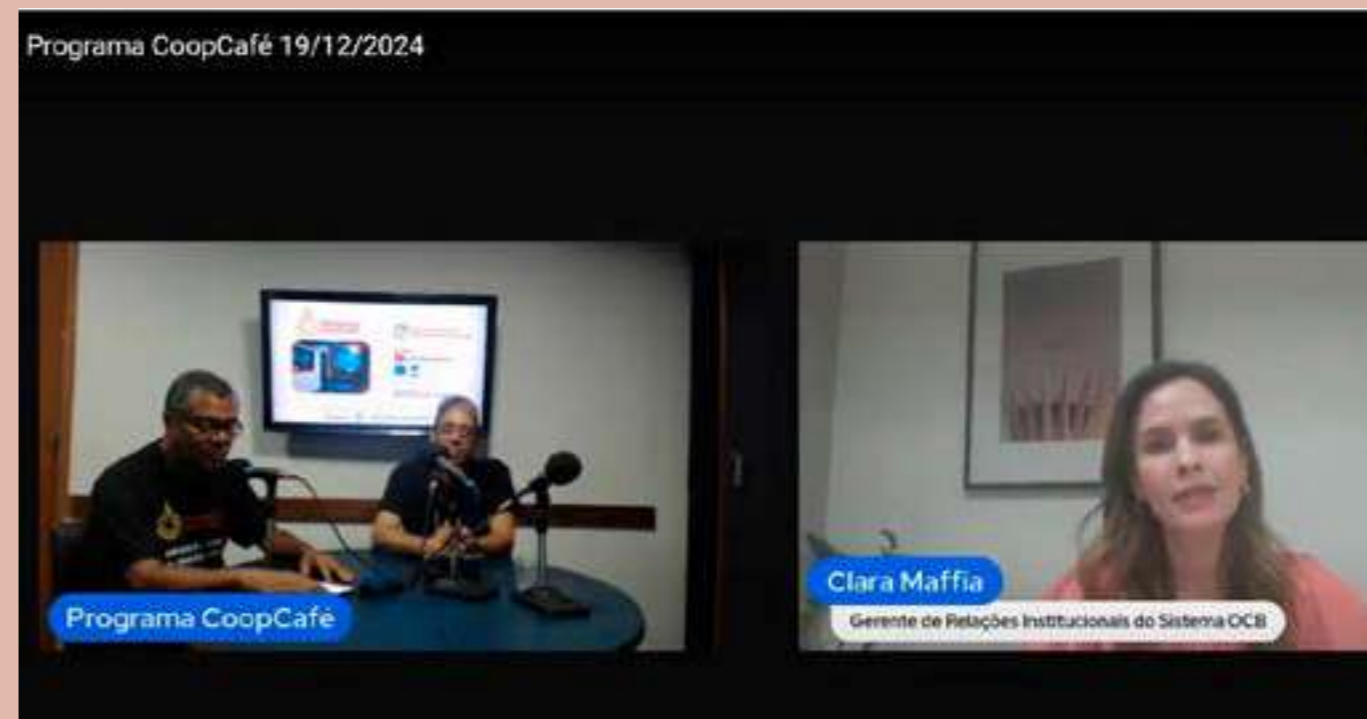 Programa CoopCafé 19/12/2024
Programa CoopCafé
Clara Maffia
Gerente de Relações Institucionais do Sistema OCB